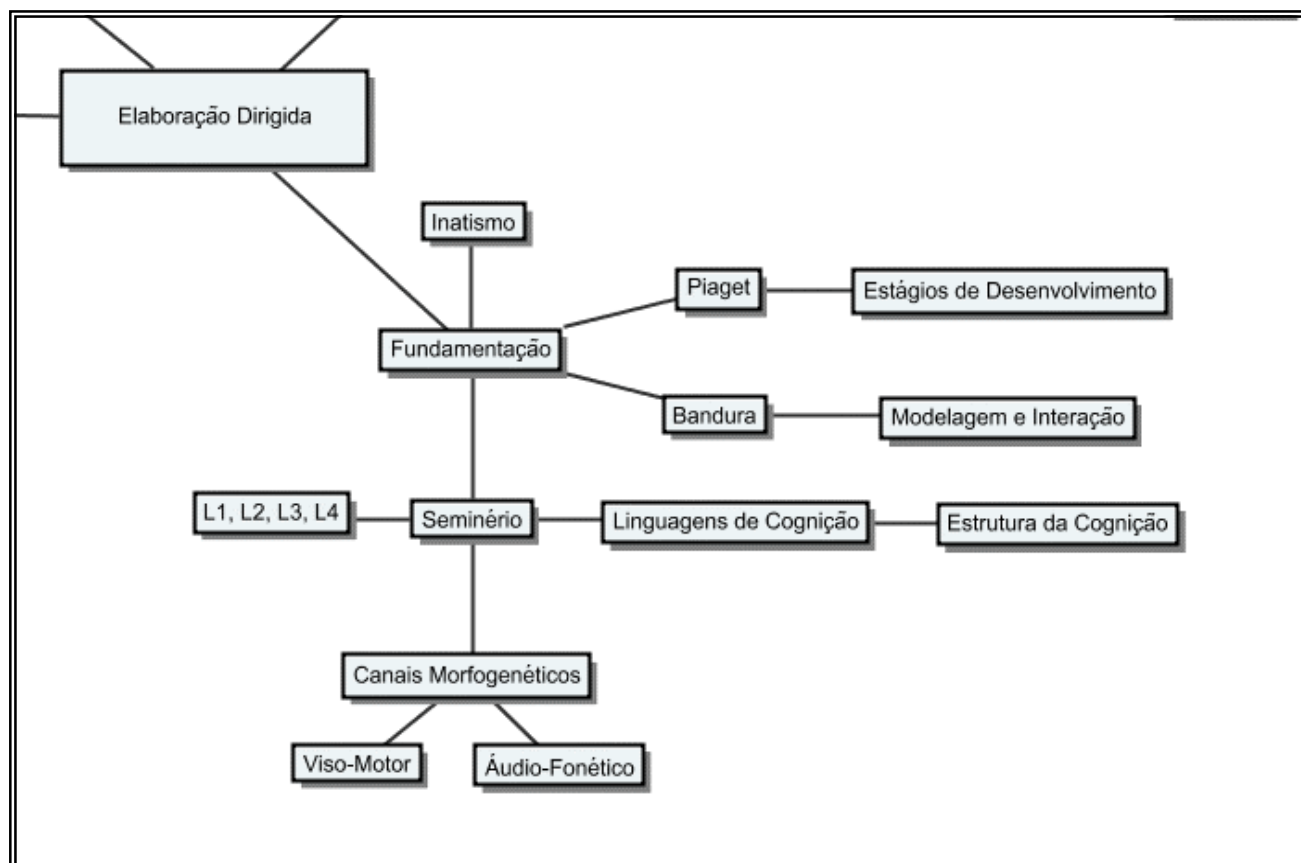 Elaboração Dirigida
Inatismo
Piaget
Estágios de Desenvolvimento
Fundamentação
Bandura
Modelagem e Interação
L1, L2, L3, L4
Seminério
Linguagens de Cognição
Estrutura da Cognição
Canais Morfogenéticos
Viso-Motor
Áudio-Fonético